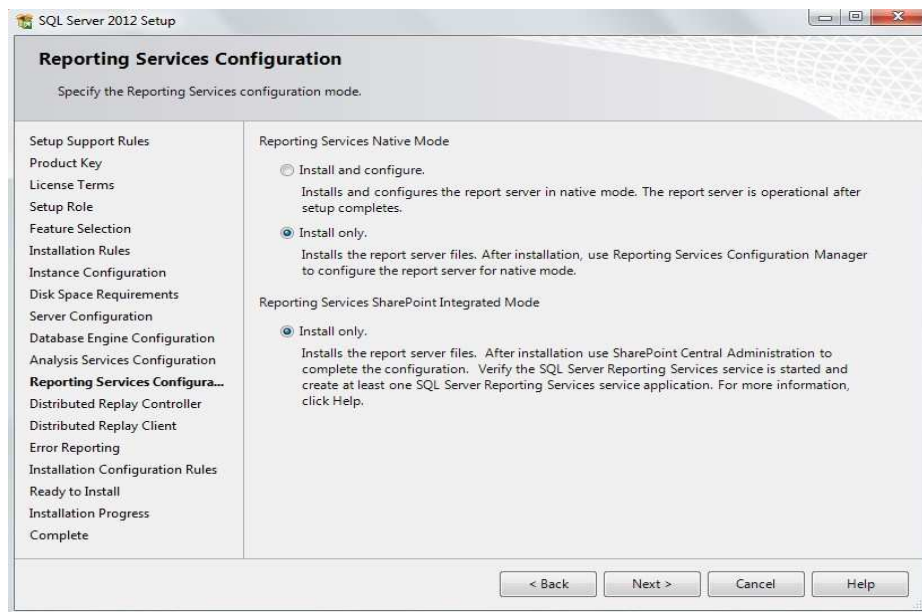 SQL Server 2012 Setup
Reporting Services Configuration
Specify the Reporting Services configuration mode.
Setup Support Rules
Product Key
License Terms
Setup Role
Feature Selection
Installation Rules
Instance Configuration
Disk Space Requirements
Server Configuration
Database Engine Configuration
Analysis Services Configuration
Reporting Services Configura...
Distributed Replay Controller
Distributed Replay Client
Error Reporting
Installation Configuration Rules
Ready to Install
Installation Progress
Complete
Reporting Services Native Mode
Install and configure.
Installs and configures the report server in native mode. The report server is operational after
setup completes.
Install only.
Installs the report server files. After installation, use Reporting Services Configuration Manager
to configure the report server for native mode.
Reporting Services SharePoint Integrated Mode
Install only.
Installs the report server files. After installation use SharePoint Central Administration to
complete the configuration. Verify the SQL Server Reporting Services service is started and
create at least one SQL Server Reporting Services service application. For more information,
click Help.
< Back
Next >
Cancel
Help